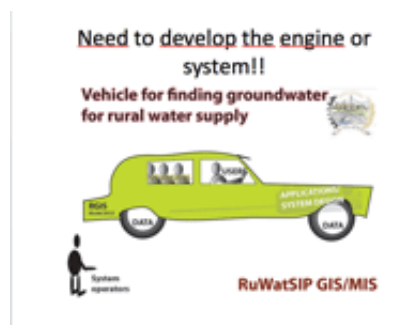 Need to develop the engine or
system!!
Vehicle for finding groundwater
for rural water supply
USERS
APPLICATIONS/
SYSTEM DESIGN
RGIS
DATA
DATA
System
operators
RuWatSIP GIS/MIS